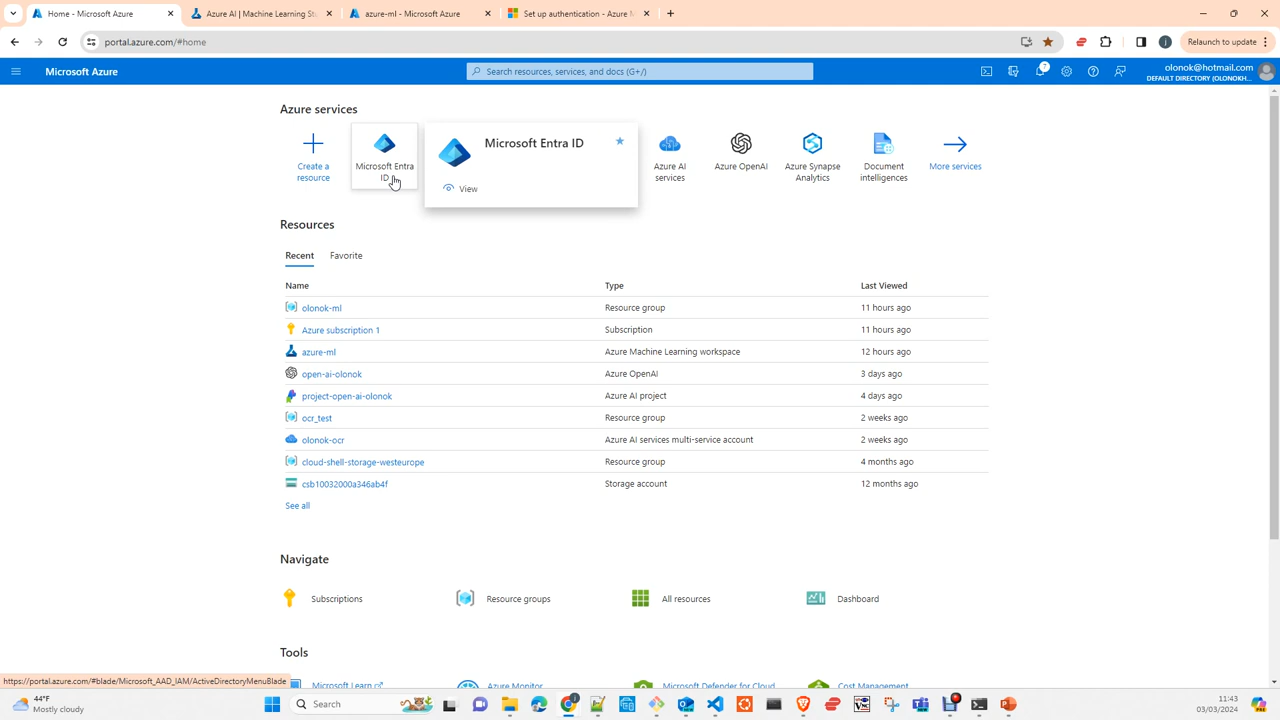 Home - Microsoft Azure
Azure AI | Machine Learning St
azure-ml - Microsoft Azure
Set up authentication - Azure
portal.azure.com/#home
Relaunch to update
Microsoft Azure
Search resources, services, and docs (G+/)
olonok@hotmail.com
DEFAULT DIRECTORY (OLONOKH...
Azure services
Create a resource
Microsoft Entra ID
Microsoft Entra ID
View
Azure AI services
Azure OpenAI
Azure Synapse Analytics
Document intelligences
More services
Resources
Recent
Favorite
Name Type Last Viewed
olonok-ml Resource group 11 hours ago
Azure subscription 1 Subscription 11 hours ago
azure-ml Azure Machine Learning workspace 12 hours ago
open-ai-olonok Azure OpenAI 3 days ago
project-open-ai-olonok Azure AI project 4 days ago
ocr_test Resource group 2 weeks ago
olonok-ocr Azure AI services multi-service account 2 weeks ago
cloud-shell-storage-westeurope Resource group 4 months ago
csb10032000a346ab4f Storage account 12 months ago
See all
Navigate
Subscriptions
Resource groups
All resources
Dashboard
Tools
Microsoft Learn
Azure Monitor
Microsoft Defender for Cloud
Cost Management
https://portal.azure.com/#blade/Microsoft_AAD_IAM/ActiveDirectoryMenuBlade
44°F
Mostly cloudy
Search
11:43
03/03/2024